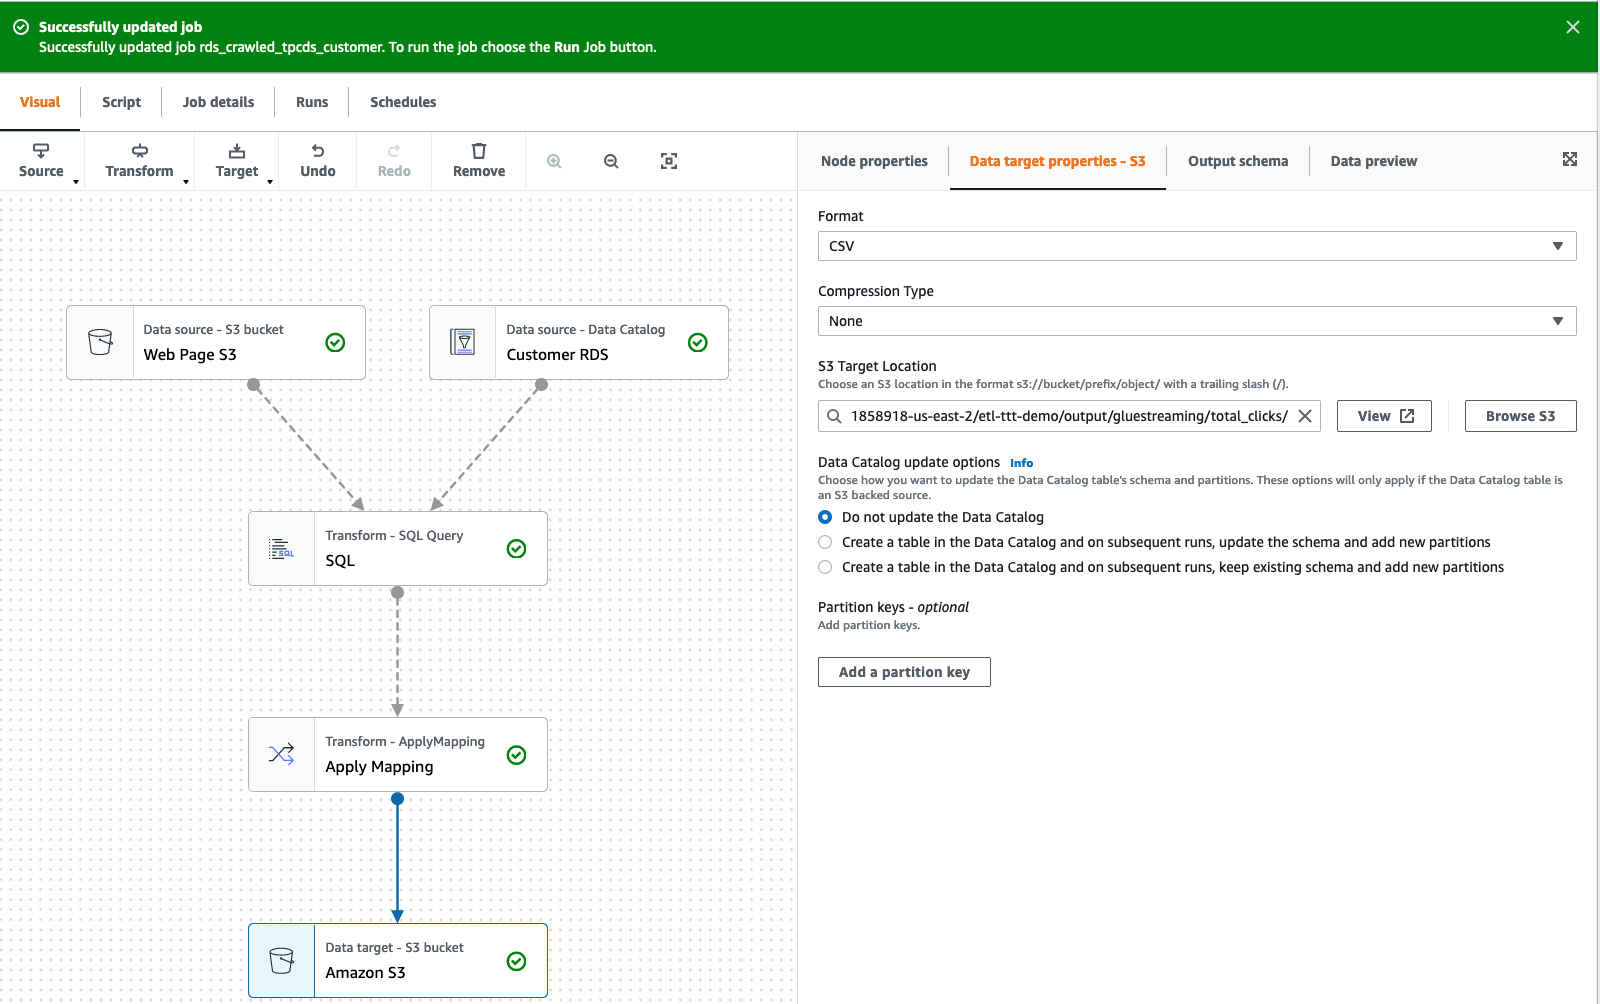 Successfully updated job
Successfully updated job rds_crawled_tpcds_customer. To run the job choose the Run Job button.
Visual
Script
Job details
Runs
Schedules
Source
Transform
Target
Undo
Redo
Remove
Node properties
Data target properties - S3
Output schema
Data preview
Data source - S3 bucket
Web Page S3
Data source - Data Catalog
Customer RDS
Transform - SQL Query
SQL
SQL
Transform - ApplyMapping
Apply Mapping
Data target - S3 bucket
Amazon S3
Format
CSV
Compression Type
None
S3 Target Location
Choose an S3 location in the format s3://bucket/prefix/object/ with a trailing slash (/).
1858918-us-east-2/etl-ttt-demo/output/gluestreaming/total_clicks/
View
Browse S3
Data Catalog update options Info
Choose how you want to update the Data Catalog table's schema and partitions. These options will only apply if the Data Catalog table is
an S3 backed source.
Do not update the Data Catalog
Create a table in the Data Catalog and on subsequent runs, update the schema and add new partitions
Create a table in the Data Catalog and on subsequent runs, keep existing schema and add new partitions
Partition keys - optional
Add partition keys.
Add a partition key